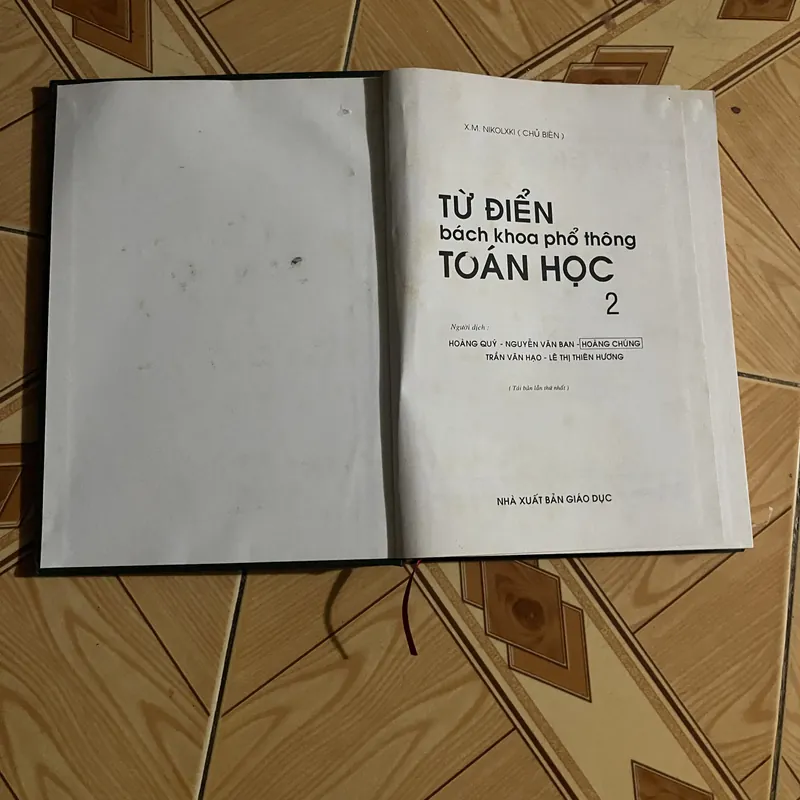 X.M. NIKOLXKI ( CHỦ BIÊN )
TỪ ĐIỂN
bách khoa phổ thông
TOÁN HỌC
2
Người dịch :
HOÀNG QUÝ - NGUYỄN VĂN BAN - HOÀNG CHÚNG
TRẦN VĂN HẠO - LÊ THỊ THIÊN HƯƠNG
( Tái bản lần thứ nhất )
NHÀ XUẤT BẢN GIÁO DỤC